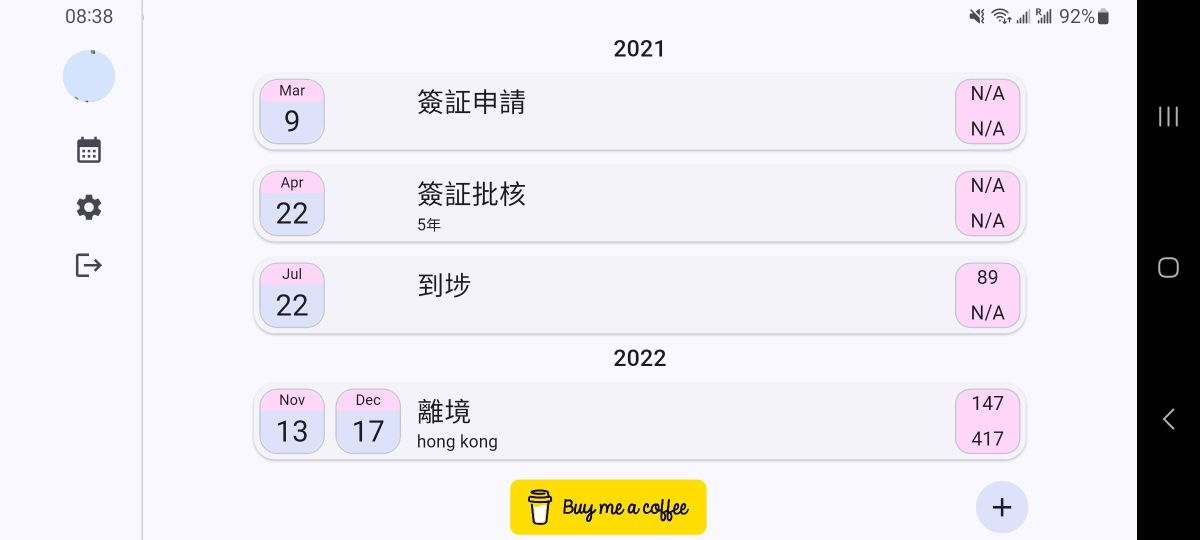 08:38
R
92%
2021
Mar
9
簽証申請
N/A
N/A
Apr
22
簽証批核
5年
N/A
N/A
Jul
22
到埗
89
N/A
2022
Nov
13
Dec
17
離境
hong kong
147
417
Buy me a coffee
+